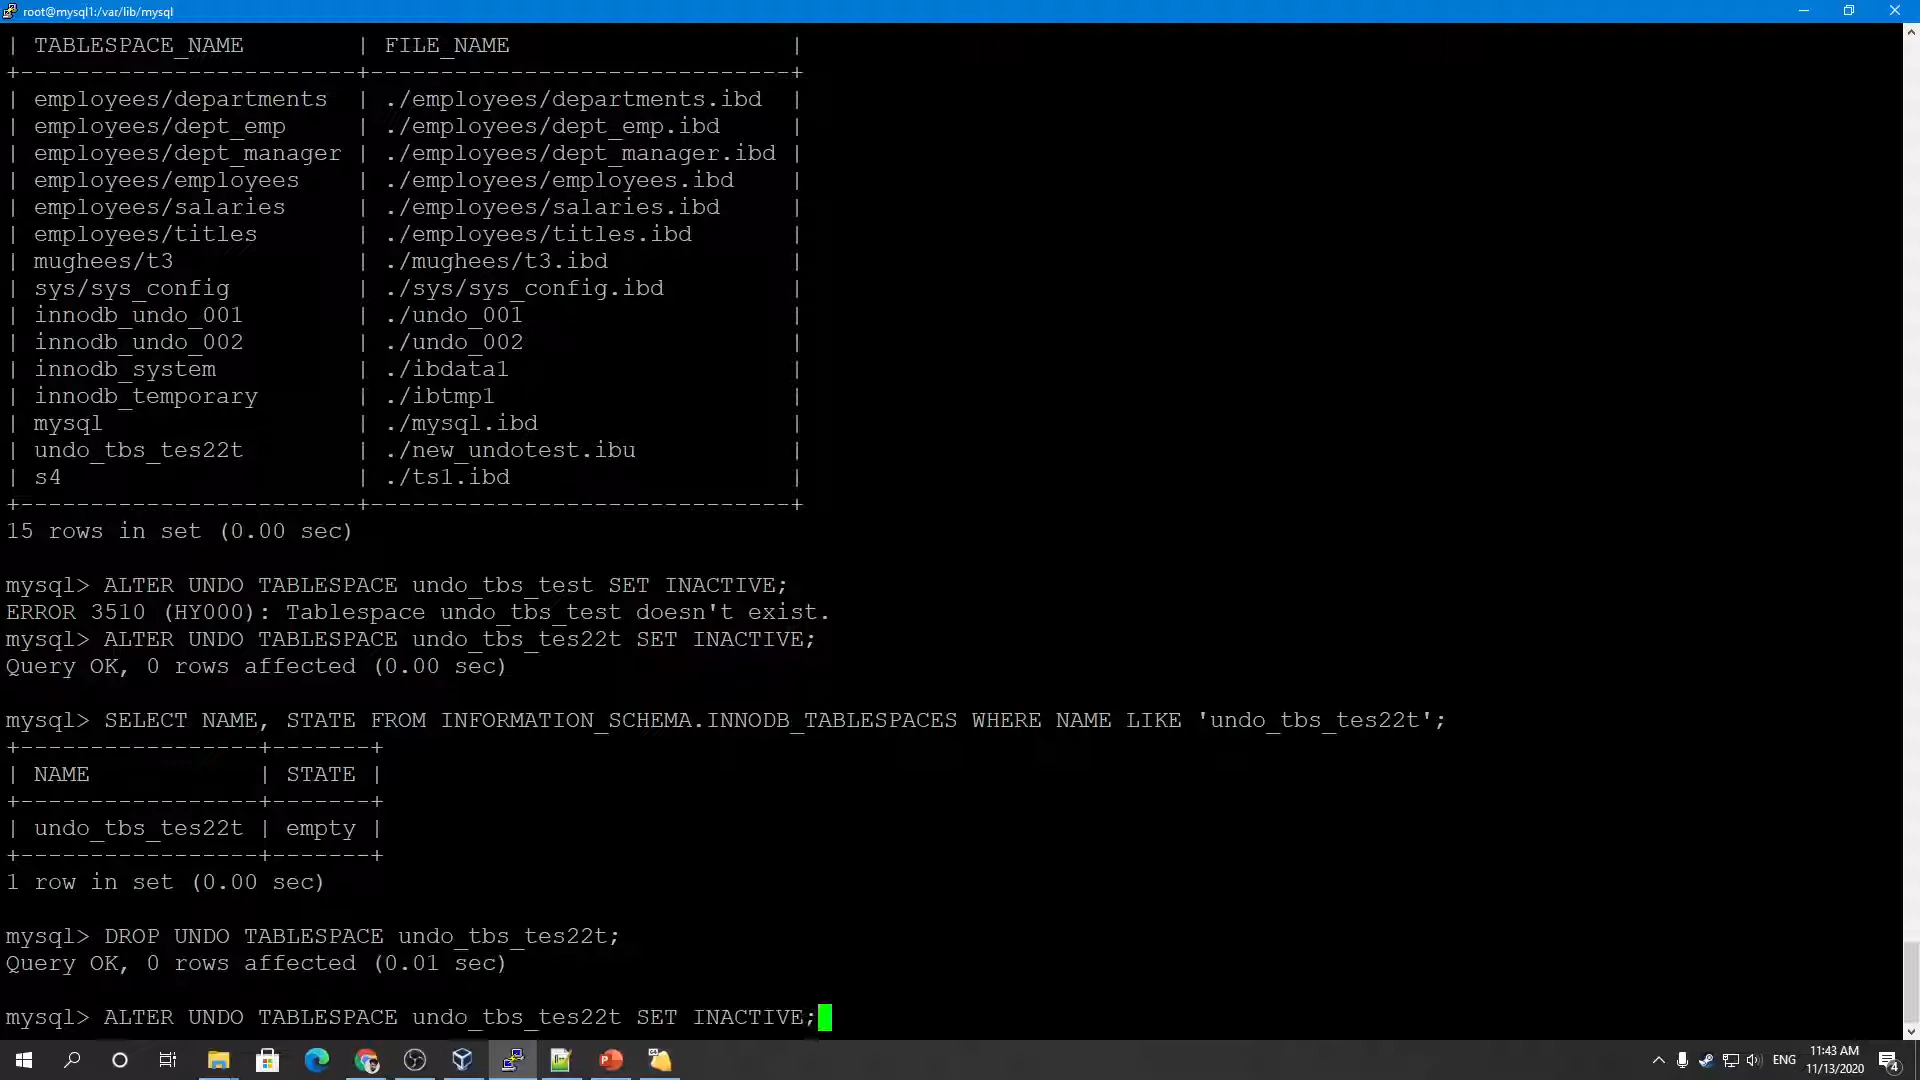 root@mysql1:/var/lib/mysql
| TABLESPACE_NAME        | FILE_NAME                    |
+------------------------+------------------------------+
| employees/departments  | ./employees/departments.ibd  |
| employees/dept_emp     | ./employees/dept_emp.ibd     |
| employees/dept_manager | ./employees/dept_manager.ibd |
| employees/employees    | ./employees/employees.ibd    |
| employees/salaries     | ./employees/salaries.ibd     |
| employees/titles       | ./employees/titles.ibd       |
| mughees/t3             | ./mughees/t3.ibd             |
| sys/sys_config         | ./sys/sys_config.ibd         |
| innodb_undo_001        | ./undo_001                   |
| innodb_undo_002        | ./undo_002                   |
| innodb_system          | ./ibdata1                    |
| innodb_temporary       | ./ibtmp1                     |
| mysql                  | ./mysql.ibd                  |
| undo_tbs_tes22t        | ./new_undotest.ibu           |
| s4                     | ./ts1.ibd                    |
+------------------------+------------------------------+
15 rows in set (0.00 sec)
mysql> ALTER UNDO TABLESPACE undo_tbs_test SET INACTIVE;
ERROR 3510 (HY000): Tablespace undo_tbs_test doesn't exist.
mysql> ALTER UNDO TABLESPACE undo_tbs_tes22t SET INACTIVE;
Query OK, 0 rows affected (0.00 sec)
mysql> SELECT NAME, STATE FROM INFORMATION_SCHEMA.INNODB_TABLESPACES WHERE NAME LIKE 'undo_tbs_tes22t';
+-----------------+-------+
| NAME            | STATE |
+-----------------+-------+
| undo_tbs_tes22t | empty |
+-----------------+-------+
1 row in set (0.00 sec)
mysql> DROP UNDO TABLESPACE undo_tbs_tes22t;
Query OK, 0 rows affected (0.01 sec)
mysql> ALTER UNDO TABLESPACE undo_tbs_tes22t SET INACTIVE;
ENG
11:43 AM
11/13/2020
4